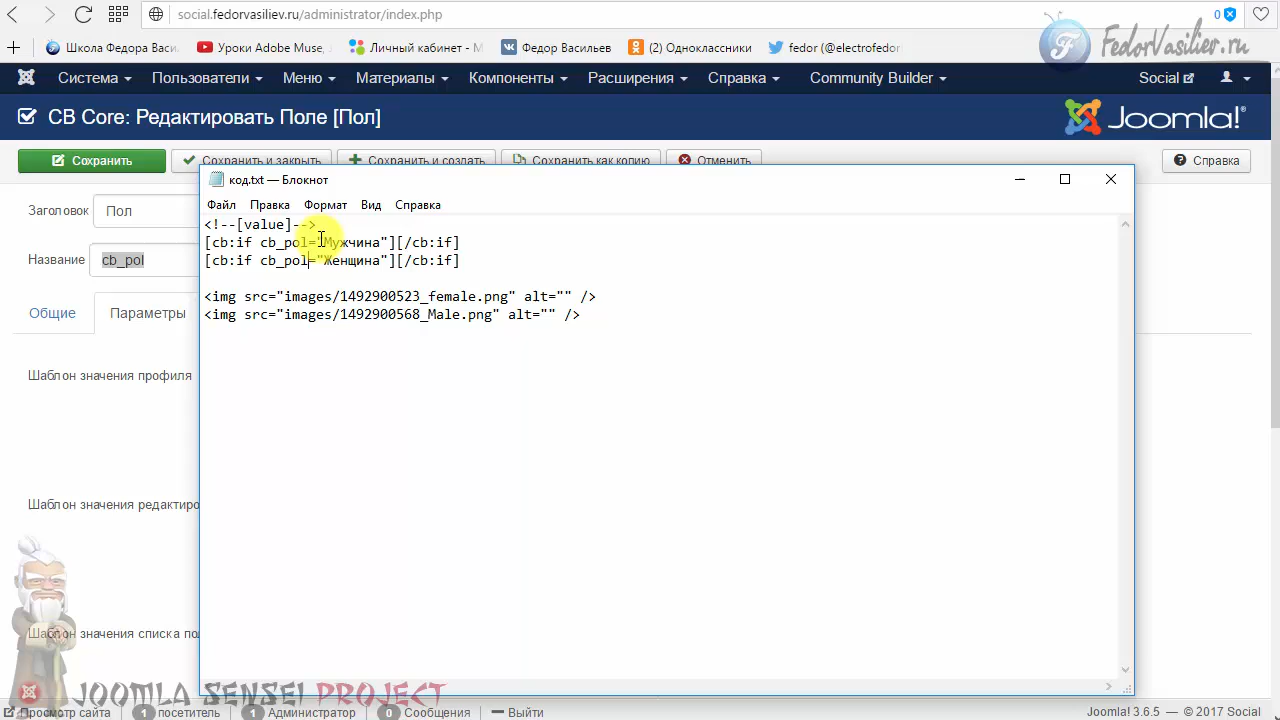 social.fedorvasiliev.ru/administrator/index.php
0
Школа Федора Васи.
Уроки Adobe Muse,
Личный кабинет - М
Федор Васильев
(2) Одноклассники
fedor (@electrofedor
FedorVasiliev.ru
Система
Пользователи
Меню
Материалы
Компоненты
Расширения
Справка
Community Builder
Social
CB Core: Редактировать Поле [Пол]
Joomla!
Сохранить
Сохранить и закрыть
Сохранить и создать
Сохранить как копию
Отменить
Справка
код.txt — Блокнот
Файл
Правка
Формат
Вид
Справка
Заголовок
Пол
Название
cb_pol
Общие
Параметры
Шаблон значения профиля
Шаблон значения редактиро
Шаблон значения списка по
<!--[value]-->
[cb:if cb_pol="Мужчина"][/cb:if]
[cb:if cb_pol="Женщина"][/cb:if]
<img src="images/1492900523_female.png" alt="" />
<img src="images/1492900568_Male.png" alt="" />
JOOMLA SENSEI PROJECT
Просмотр сайта
1 посетитель
1 Администратор
0 Сообщения
Выйти
Joomla! 3.6.5 — © 2017 Social